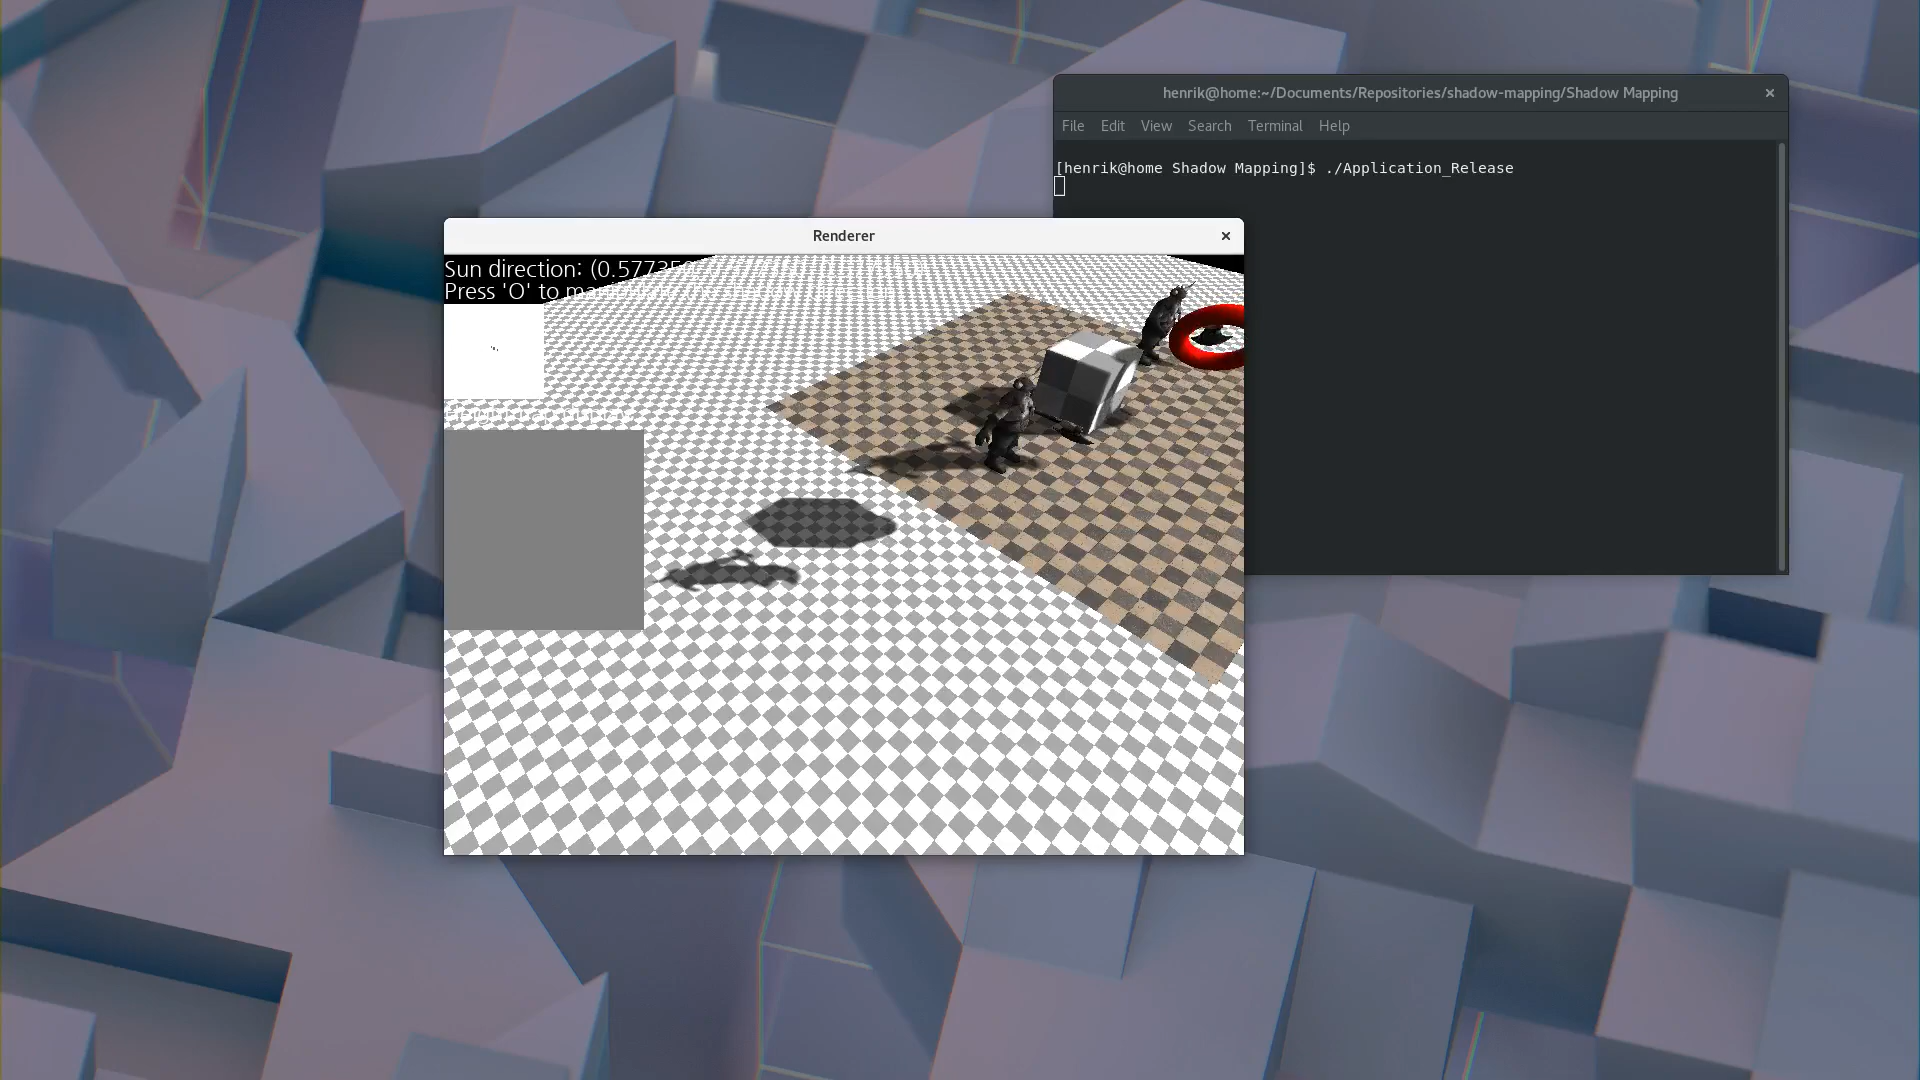 henrik@home:~/Documents/Repositories/shadow-mapping/Shadow Mapping
File Edit View Search Terminal Help
[henrik@home Shadow Mapping]$ ./Application_Release
Renderer
Sun direction: (0.57735
Press 'O' to